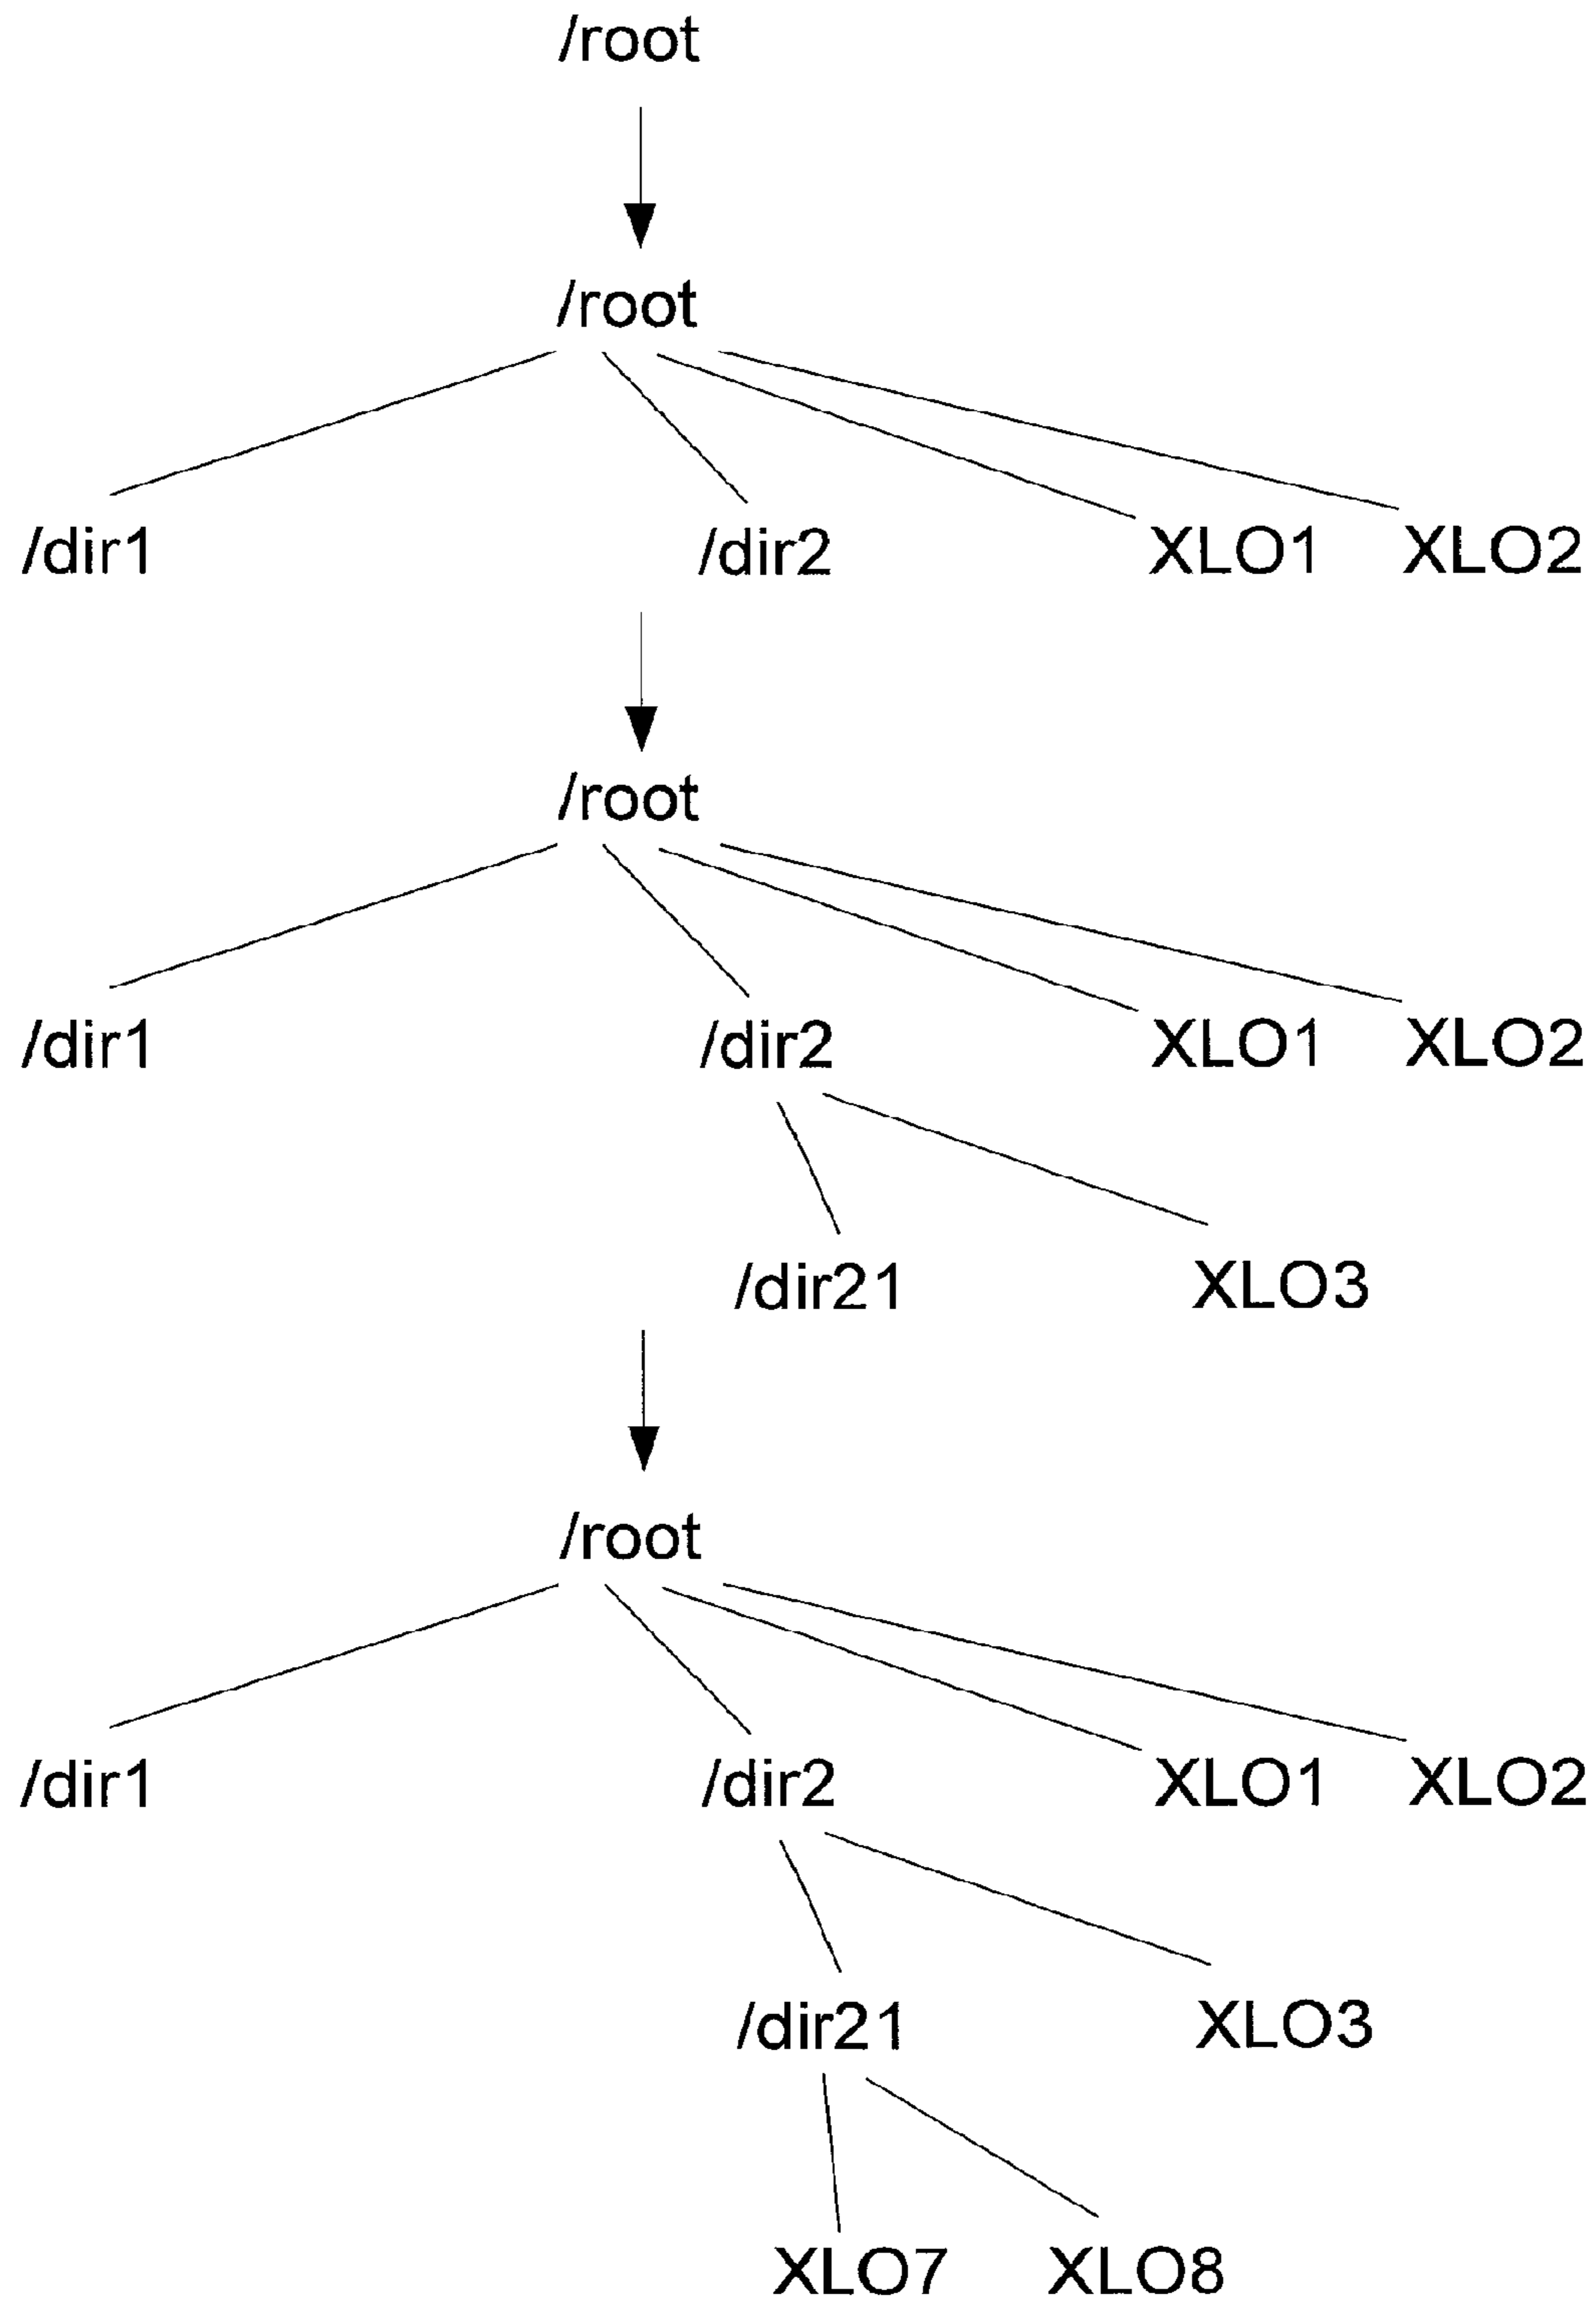 /root
/root
/dir1 /dir2 XLO1 XLO2
/root
/dir1 /dir2 XLO1 XLO2
/dir21 XLO3
/root
/dir1 /dir2 XLO1 XLO2
/dir21 XLO3
XLO7 XLO8